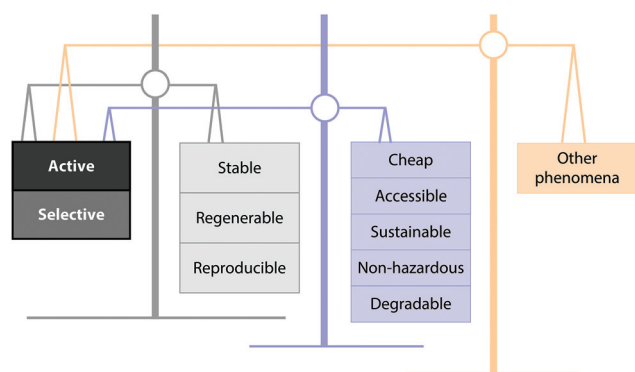 Active
Selective
Stable
Regenerable
Reproducible
Cheap
Accessible
Sustainable
Non-hazardous
Degradable
Other
phenomena